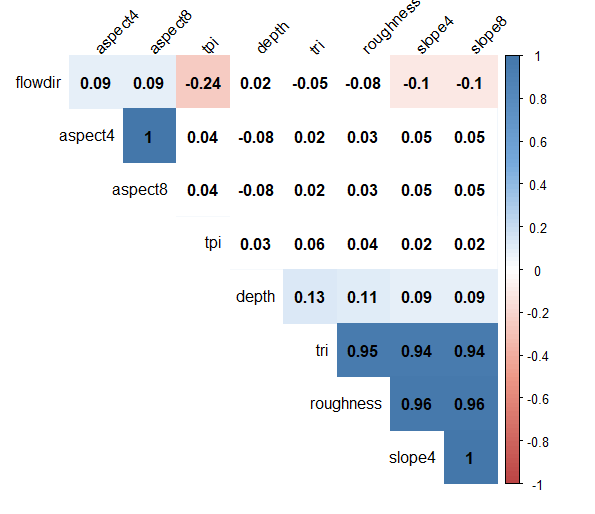 aspect4 aspect8 tpi depth tri roughness slope4 slope8
flowdir 0.09 0.09 -0.24 0.02 -0.05 -0.08 -0.1 -0.1
aspect4 1 0.04 -0.08 0.02 0.03 0.05 0.05
aspect8 0.04 -0.08 0.02 0.03 0.05 0.05
tpi 0.03 0.06 0.04 0.02 0.02
depth 0.13 0.11 0.09 0.09
tri 0.95 0.94 0.94
roughness 0.96 0.96
slope4 1
1
0.8
0.6
0.4
0.2
0
-0.2
-0.4
-0.6
-0.8
-1